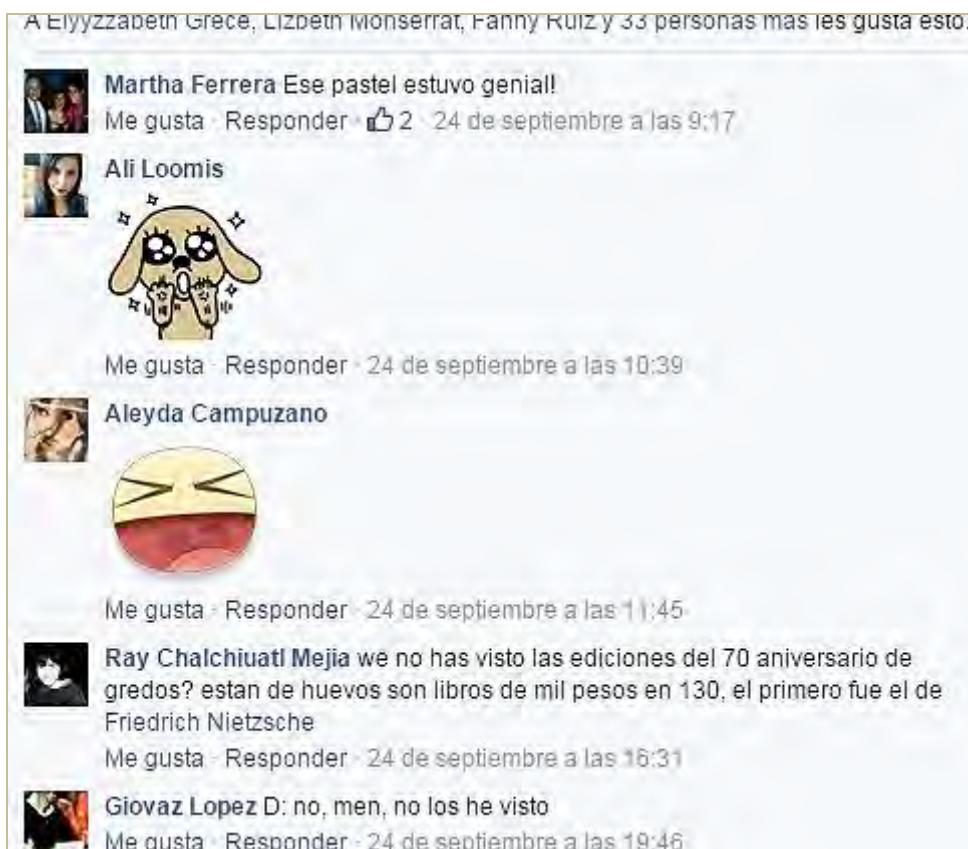 A Elyyzzabeth Grece, Lizbeth Monserrat, Fanny Ruiz y 33 personas más les gusta esto.
Martha Ferrera Ese pastel estuvo genial!
Me gusta · Responder · 2 · 24 de septiembre a las 9:17
Ali Loomis
Me gusta · Responder · 24 de septiembre a las 10:39
Aleyda Campuzano
Me gusta · Responder · 24 de septiembre a las 11:45
Ray Chalchiuatl Mejia we no has visto las ediciones del 70 aniversario de
gredos? estan de huevos son libros de mil pesos en 130, el primero fue el de
Friedrich Nietzsche
Me gusta · Responder · 24 de septiembre a las 16:31
Giovaz Lopez D: no, men, no los he visto
Me gusta · Responder · 24 de septiembre a las 19:46